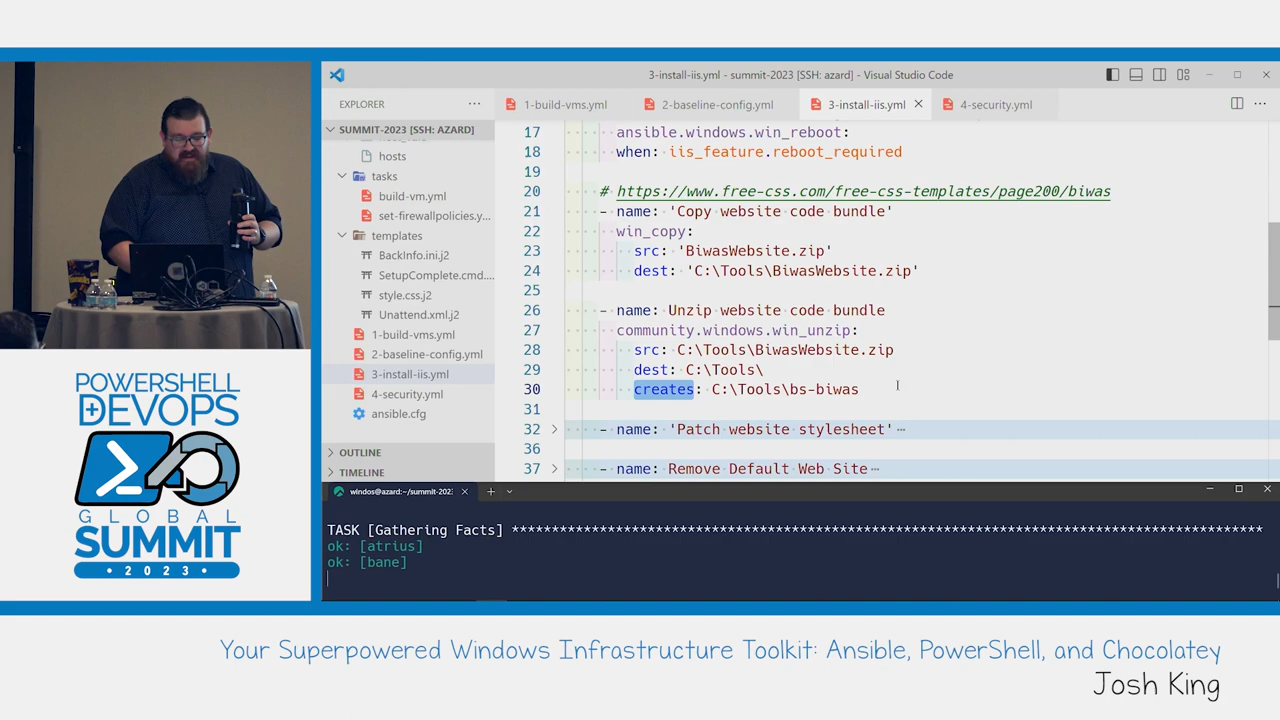 3-install-iis.yml - summit-2023 [SSH: azard] - Visual Studio Code
EXPLORER
1-build-vms.yml
2-baseline-config.yml
3-install-iis.yml
4-security.yml
SUMMIT-2023 [SSH: AZARD]
hosts
tasks
build-vm.yml
set-firewallpolicies.y...
templates
BackInfo.ini.j2
SetupComplete.cmd....
style.css.j2
Unattend.xml.j2
1-build-vms.yml
2-baseline-config.yml
3-install-iis.yml
4-security.yml
ansible.cfg
OUTLINE
TIMELINE
17 ansible.windows.win_reboot:
18 when: iis_feature.reboot_required
19
20 # https://www.free-css.com/free-css-templates/page200/biwas
21 - name: 'Copy website code bundle'
22 win_copy:
23 src: 'BiwasWebsite.zip'
24 dest: 'C:\Tools\BiwasWebsite.zip'
25
26 - name: Unzip website code bundle
27 community.windows.win_unzip:
28 src: C:\Tools\BiwasWebsite.zip
29 dest: C:\Tools\
30 creates: C:\Tools\bs-biwas
31
32 - name: 'Patch website stylesheet' ...
36
37 - name: Remove Default Web Site ...
windos@azard:~/summit-202
TASK [Gathering Facts] ****************************************************************************************
ok: [atrius]
ok: [bane]
POWERSHELL
+DEVOPS
GLOBAL
SUMMIT
• 2023 •
Your Superpowered Windows Infrastructure Toolkit: Ansible, PowerShell, and Chocolatey
Josh King